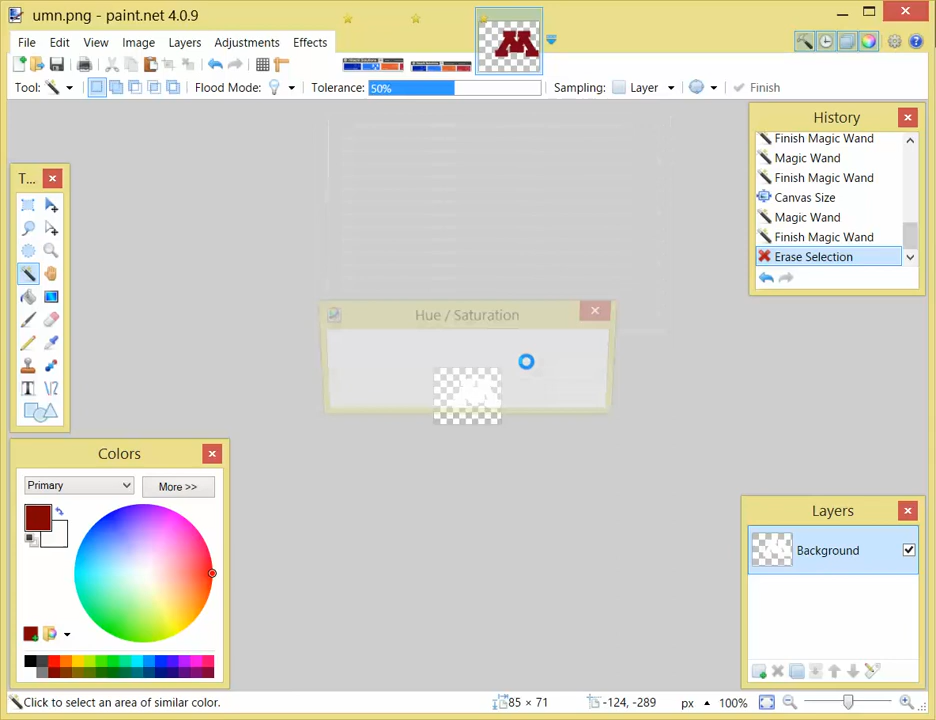 umn.png - paint.net 4.0.9
File Edit View Image Layers Adjustments Effects
Tool: Flood Mode: Tolerance: 50% Sampling: Layer Finish
History
Finish Magic Wand
Magic Wand
Finish Magic Wand
Canvas Size
Magic Wand
Finish Magic Wand
Erase Selection
T...
Hue / Saturation
Colors
Primary More >>
Layers
Background
Click to select an area of similar color. 85 × 71 -124, -289 px 100%